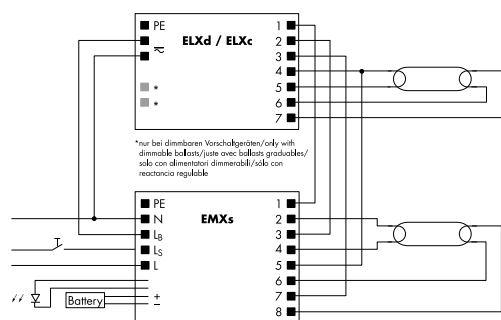 PE
ELXd / ELXc
1
2
3
4
5
6
7
*
*
*nur bei dimmbaren Vorschaltgeräten/only with
dimmable ballasts/juste avec ballasts graduables/
solo con alimentatori dimmerabili/sólo con
reactancia regulable
PE
N
LB
LS
L
EMXs
1
2
3
4
5
6
7
8
T
Battery
+
–